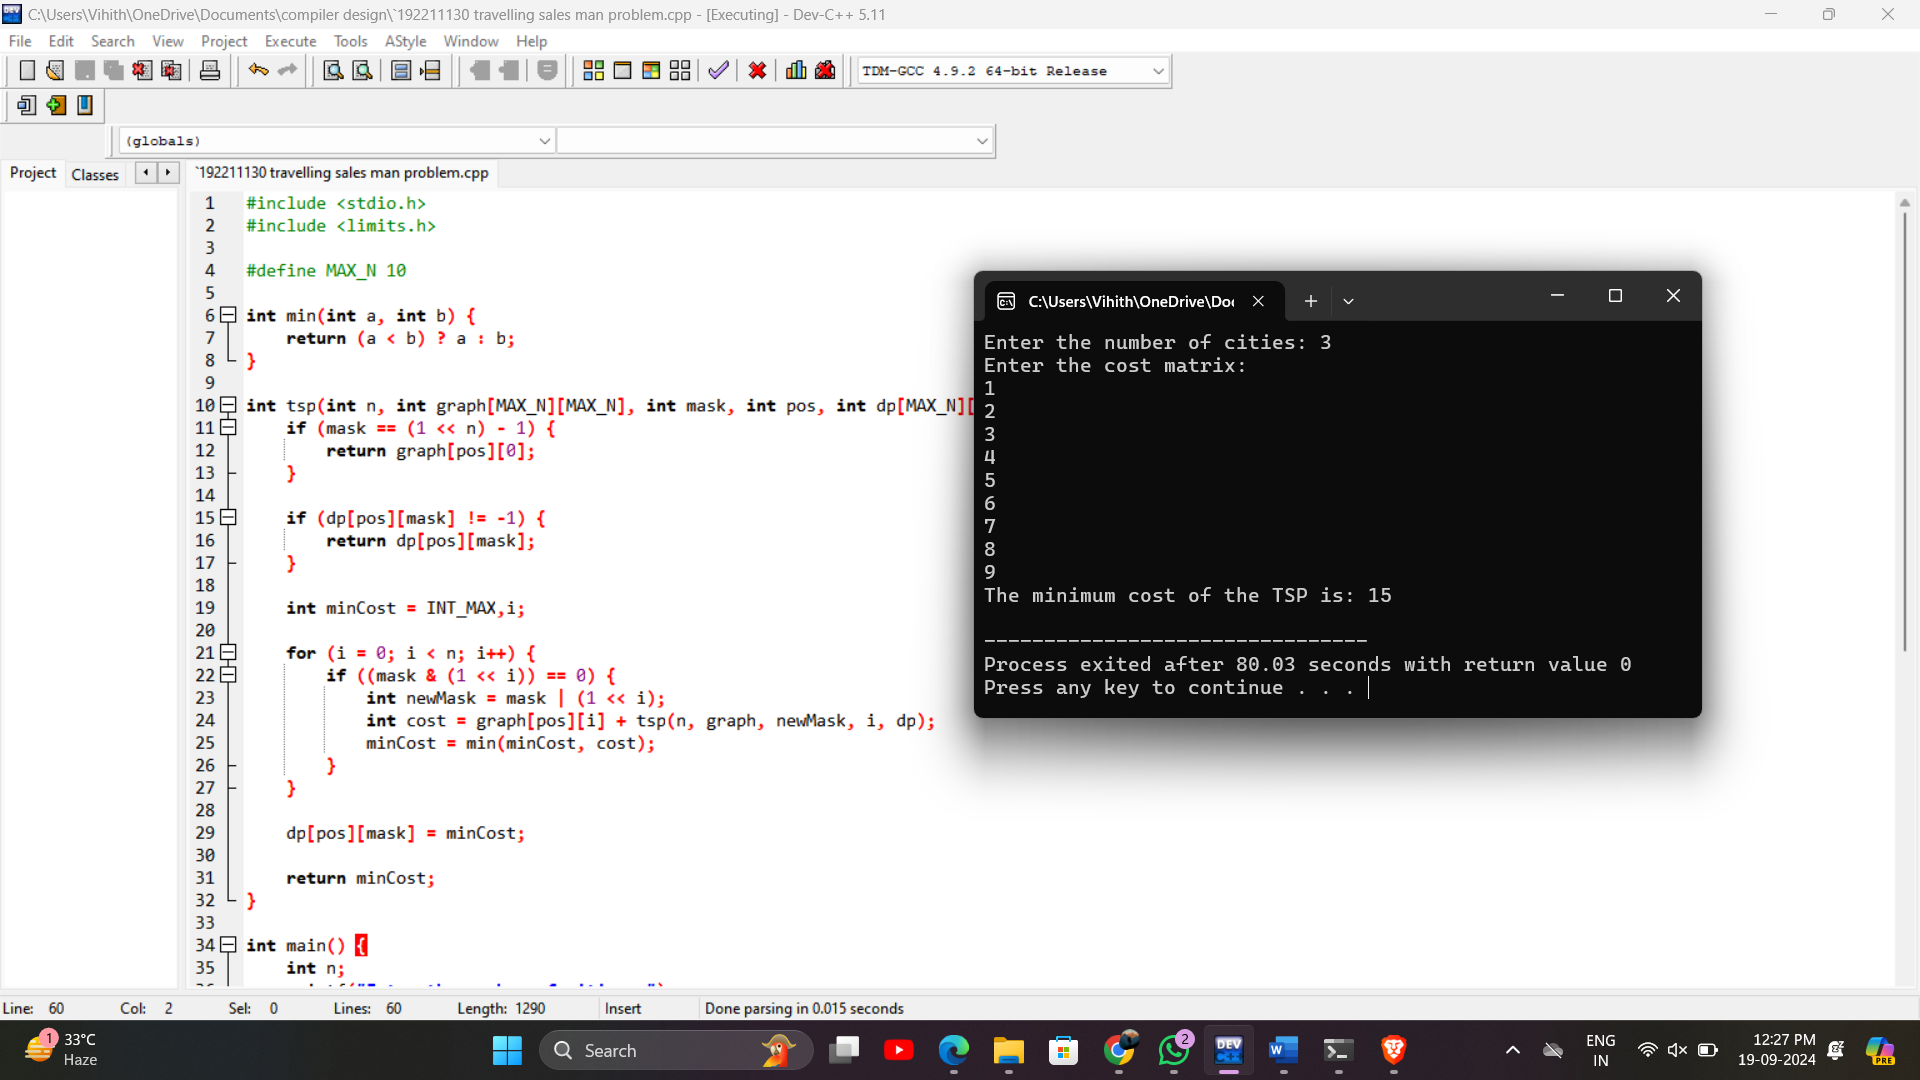 C:\Users\Vihith\OneDrive\Documents\compiler design\`192211130 travelling sales man problem.cpp - [Executing] - Dev-C++ 5.11
File Edit Search View Project Execute Tools AStyle Window Help
TDM-GCC 4.9.2 64-bit Release
(globals)
Project Classes `192211130 travelling sales man problem.cpp
1 #include <stdio.h>
2 #include <limits.h>
3
4 #define MAX_N 10
5
6 int min(int a, int b) {
7 return (a < b) ? a : b;
8 }
9
10 int tsp(int n, int graph[MAX_N][MAX_N], int mask, int pos, int dp[MAX_N][
11 if (mask == (1 << n) - 1) {
12 return graph[pos][0];
13 }
14
15 if (dp[pos][mask] != -1) {
16 return dp[pos][mask];
17 }
18
19 int minCost = INT_MAX,i;
20
21 for (i = 0; i < n; i++) {
22 if ((mask & (1 << i)) == 0) {
23 int newMask = mask | (1 << i);
24 int cost = graph[pos][i] + tsp(n, graph, newMask, i, dp);
25 minCost = min(minCost, cost);
26 }
27 }
28
29 dp[pos][mask] = minCost;
30
31 return minCost;
32 }
33
34 int main() {
35 int n;
C:\Users\Vihith\OneDrive\Do
Enter the number of cities: 3
Enter the cost matrix:
1
2
3
4
5
6
7
8
9
The minimum cost of the TSP is: 15
--------------------------------
Process exited after 80.03 seconds with return value 0
Press any key to continue . . .
Line: 60 Col: 2 Sel: 0 Lines: 60 Length: 1290 Insert Done parsing in 0.015 seconds
1 33°C
Haze
Search
2
DEV
C++
ENG
IN
12:27 PM
19-09-2024
PRE